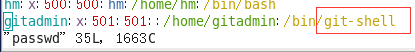 hm:x:500:500:hm:/home/hm:/bin/bash
gitadmin:x:501:501::/home/gitadmin:/bin/git-shell
"passwd" 35L, 1663C